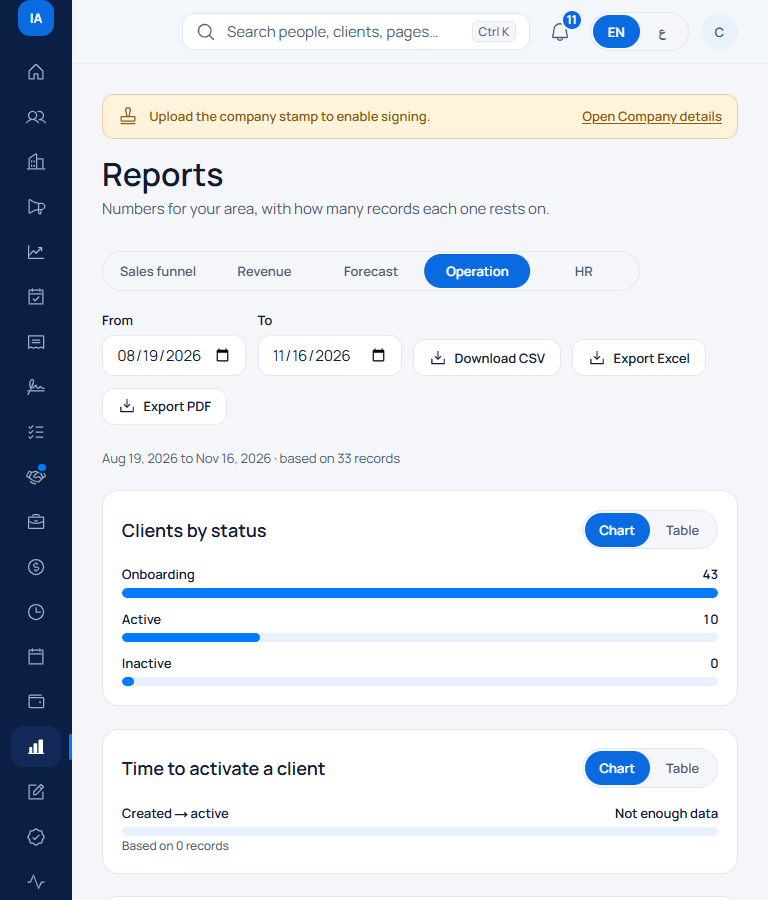 IA
Search people, clients, pages...
Ctrl K
11
EN
ع
C
Upload the company stamp to enable signing.
Open Company details
Reports
Numbers for your area, with how many records each one rests on.
Sales funnel
Revenue
Forecast
Operation
HR
From
To
08/19/2026
11/16/2026
Download CSV
Export Excel
Export PDF
Aug 19, 2026 to Nov 16, 2026 · based on 33 records
Clients by status
Chart
Table
Onboarding
43
Active
10
Inactive
0
Time to activate a client
Chart
Table
Created → active
Not enough data
Based on 0 records